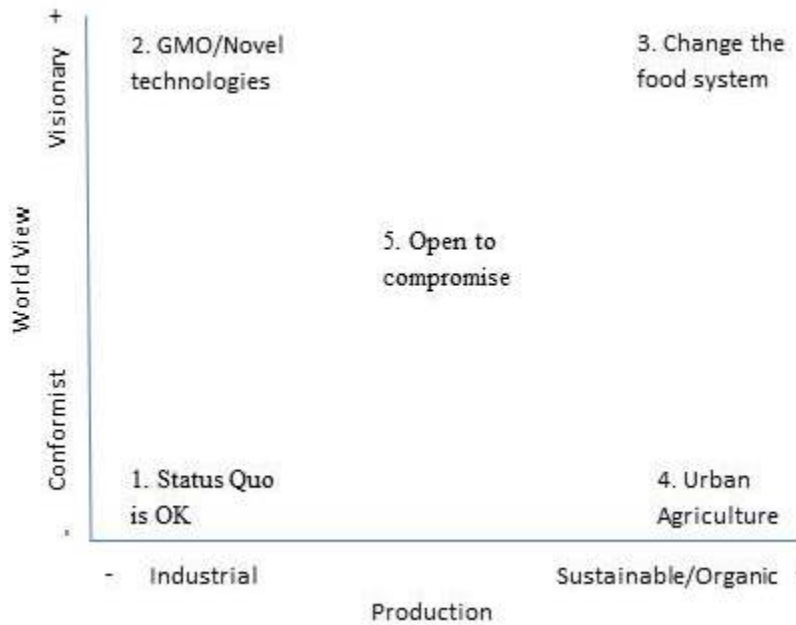 +
2. GMO/Novel
technologies
3. Change the
food system
Visionary
5. Open to
compromise
World View
Conformist
1. Status Quo
is OK
4. Urban
Agriculture
-
- Industrial
Sustainable/Organic
Production